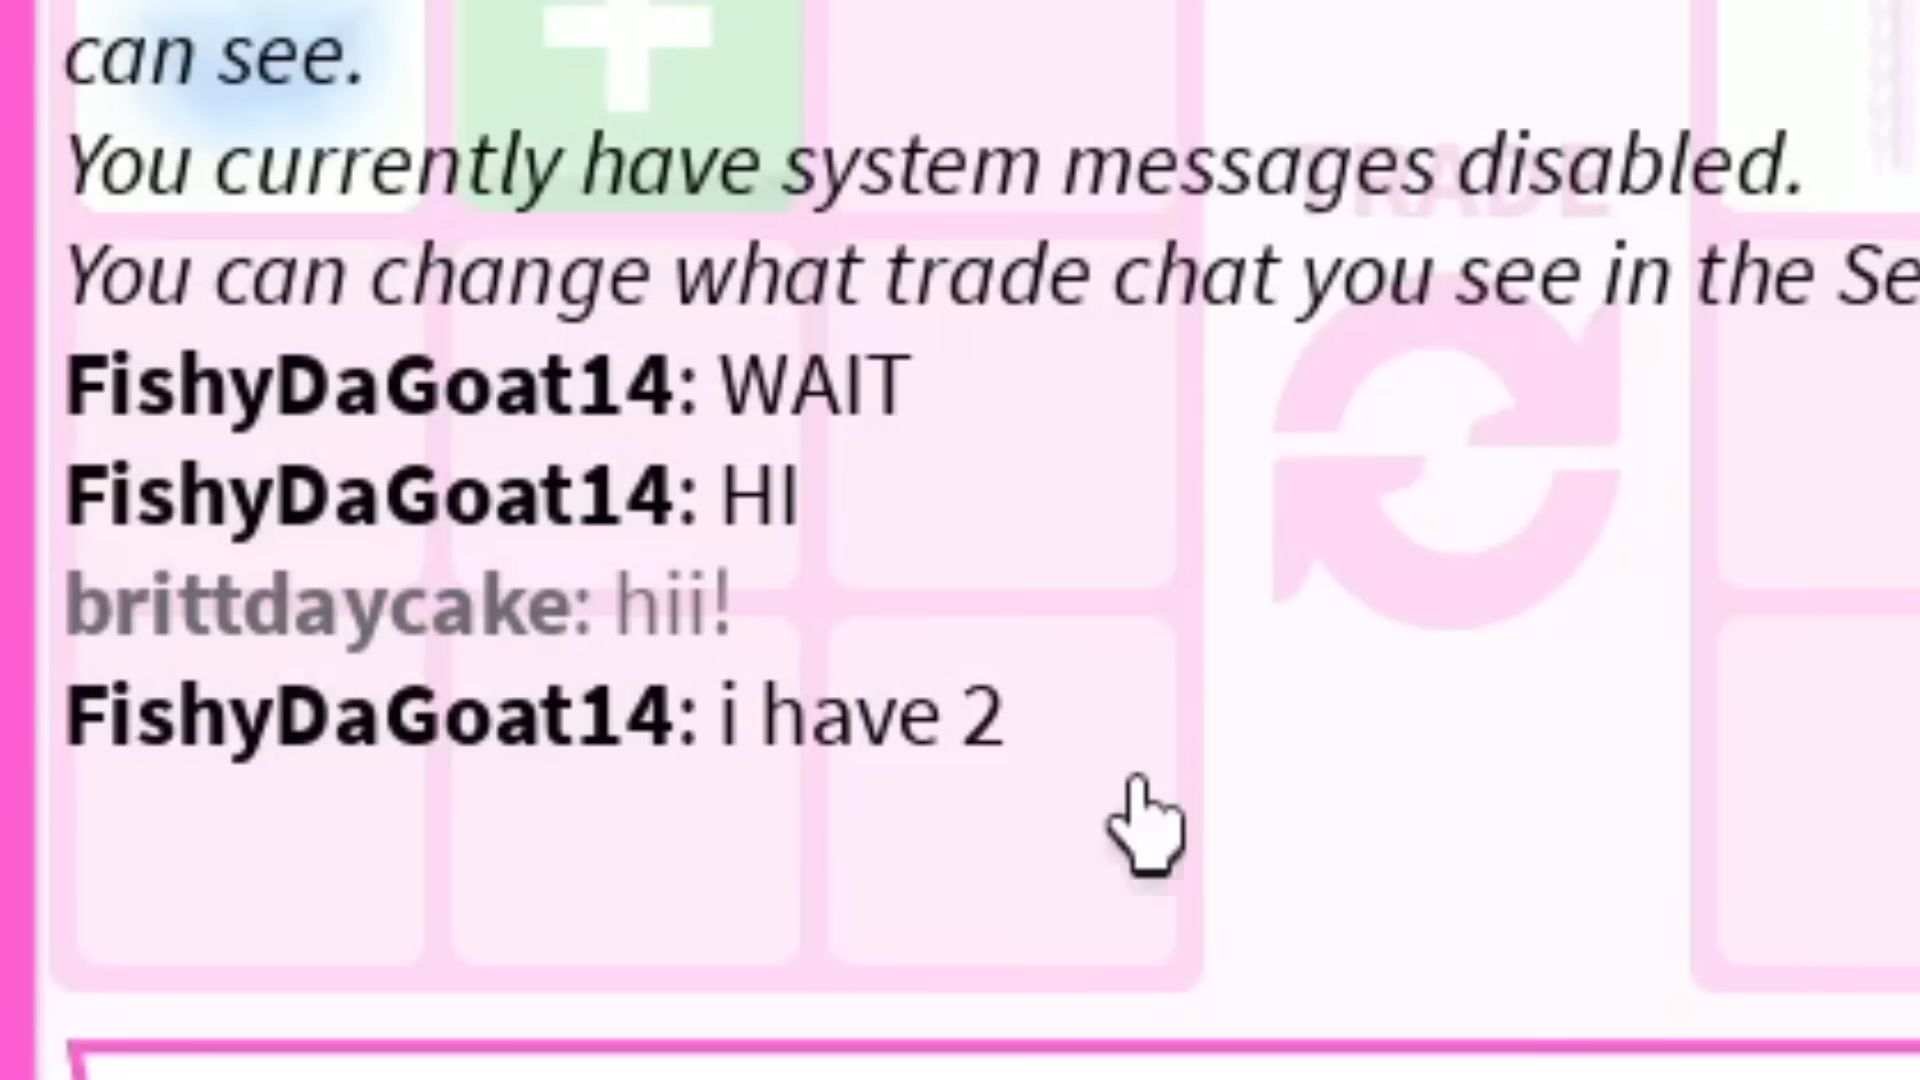 can see.
You currently have system messages disabled.
You can change what trade chat you see in the Se
FishyDaGoat14: WAIT
FishyDaGoat14: HI
brittdaycake: hii!
FishyDaGoat14: i have 2
TRADE